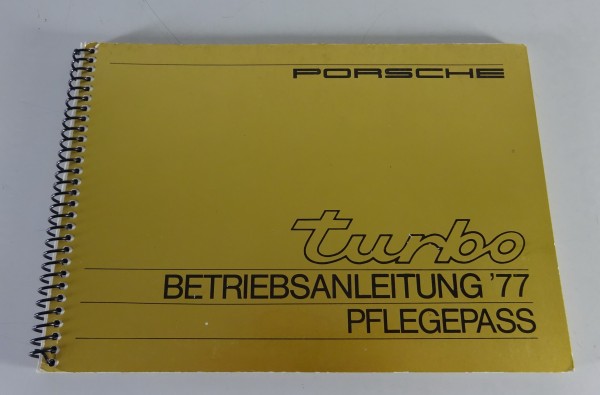 PORSCHE
turbo
BETRIEBSANLEITUNG '77
PFLEGEPASS